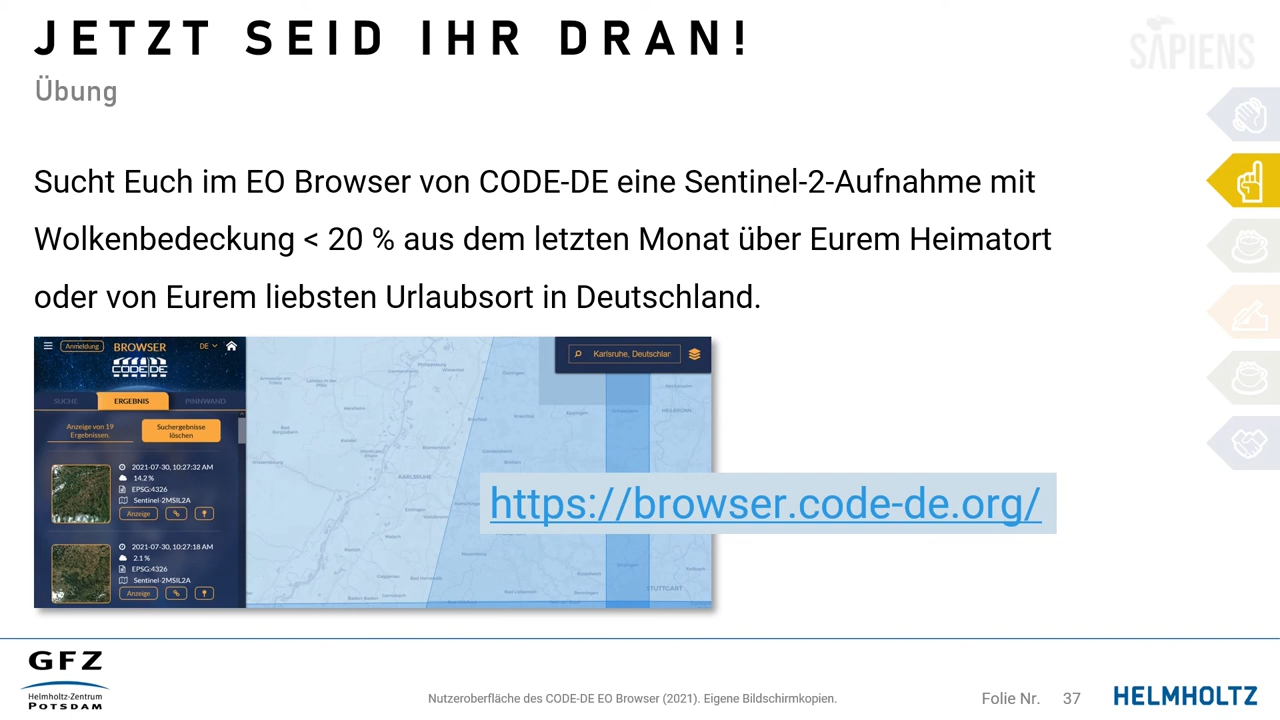 JETZT SEID IHR DRAN!
SAPIENS
Übung
Sucht Euch im EO Browser von CODE-DE eine Sentinel-2-Aufnahme mit
Wolkenbedeckung < 20 % aus dem letzten Monat über Eurem Heimatort
oder von Eurem liebsten Urlaubsort in Deutschland.
Anmeldung
BROWSER
DE
CODE-DE
SUCHE
ERGEBNIS
PINNWAND
Anzeige von 19
Ergebnissen.
Suchergebnisse
löschen
2021-07-30, 10:27:32 AM
14.2 %
EPSG:4326
Sentinel-2MSIL2A
Anzeige
2021-07-30, 10:27:18 AM
2.1 %
EPSG:4326
Sentinel-2MSIL2A
Anzeige
Karlsruhe, Deutschlar
HEILBRONN
KARLSRUHE
Bretten
STUTTGART
https://browser.code-de.org/
GFZ
Helmholtz-Zentrum
POTSDAM
Nutzeroberfläche des CODE-DE EO Browser (2021). Eigene Bildschirmkopien.
Folie Nr. 37
HELMHOLTZ